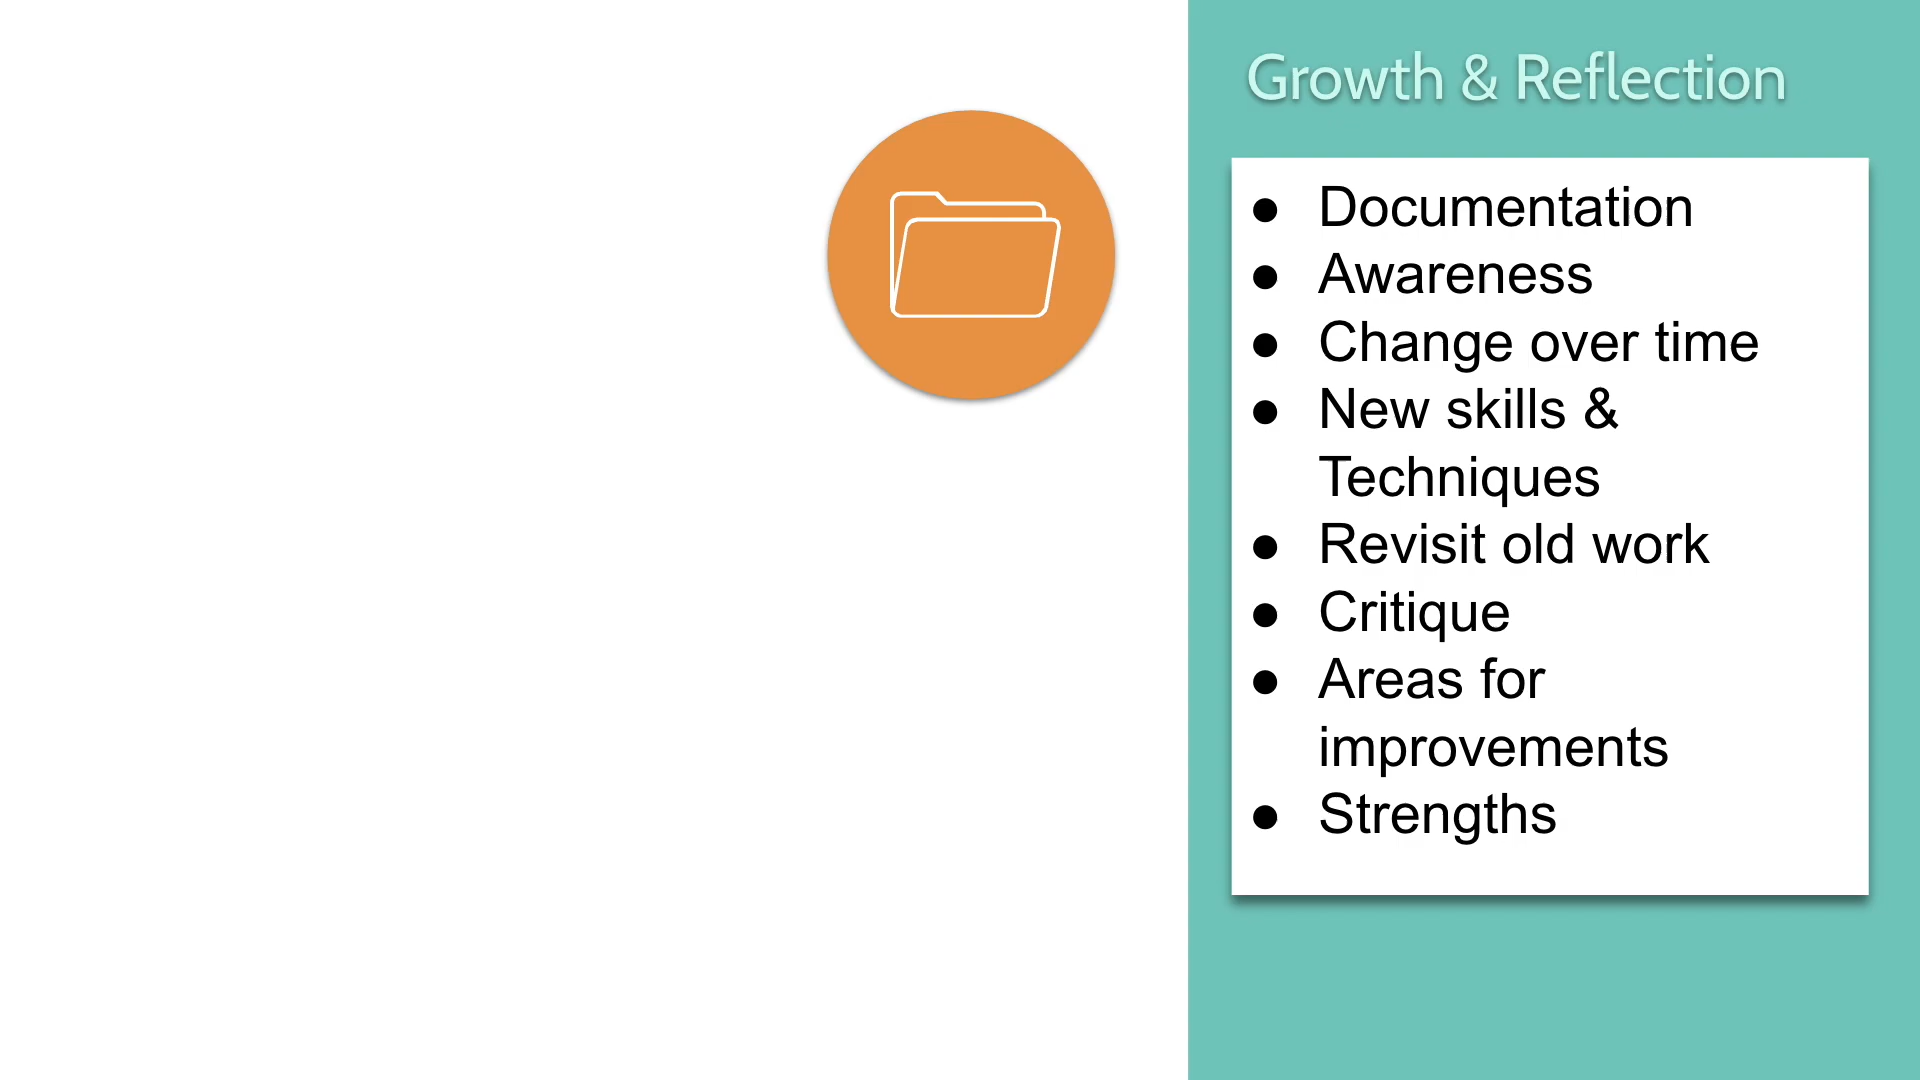 Growth & Reflection
● Documentation
● Awareness
● Change over time
● New skills &
Techniques
● Revisit old work
● Critique
● Areas for
improvements
● Strengths